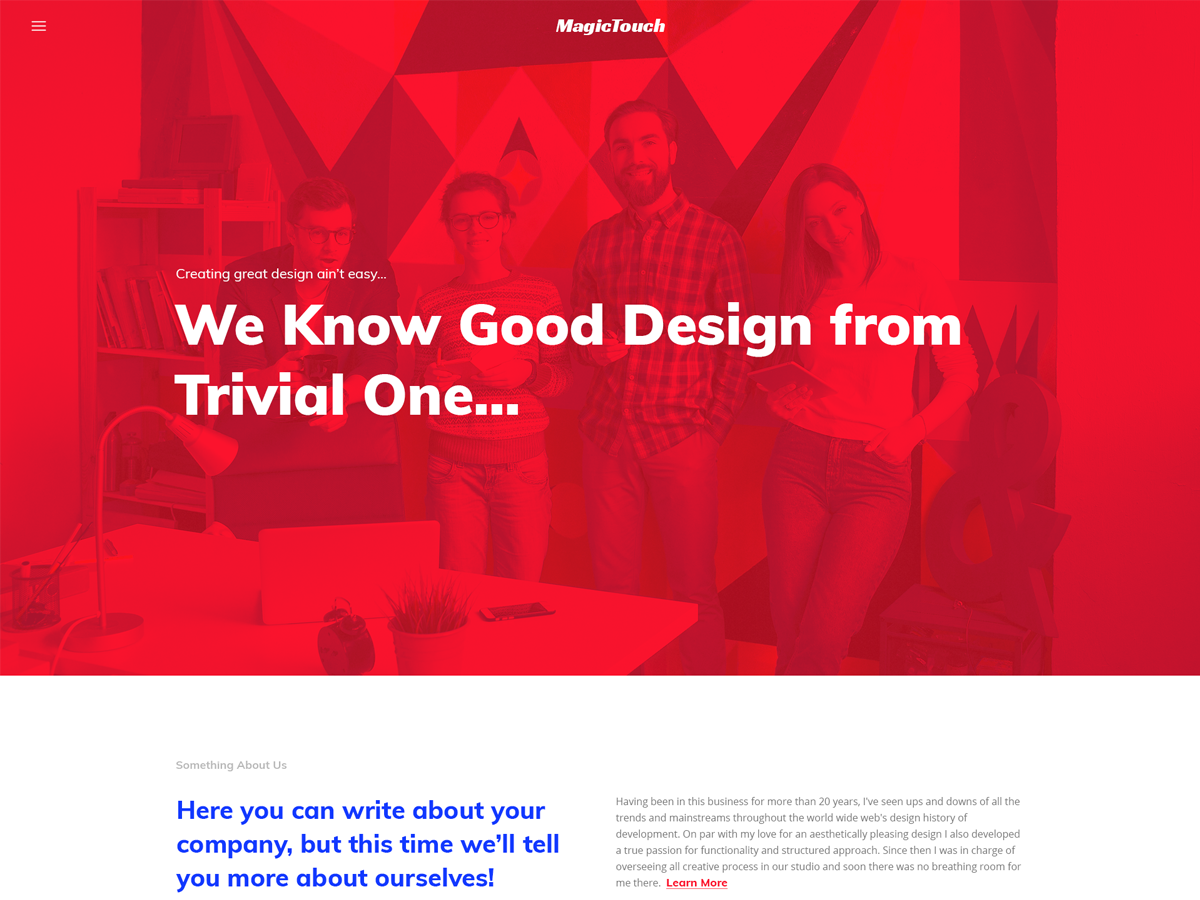 MagicTouch
Creating great design ain't easy...
We Know Good Design from
Trivial One...
Something About Us
Here you can write about your
company, but this time we’ll tell
you more about ourselves!
Having been in this business for more than 20 years, I've seen ups and downs of all the
trends and mainstreams throughout the world wide web's design history of
development. On par with my love for an aesthetically pleasing design I also developed
a true passion for functionality and structured approach. Since then I was in charge of
overseeing all creative process in our studio and soon there was no breathing room for
me there. Learn More